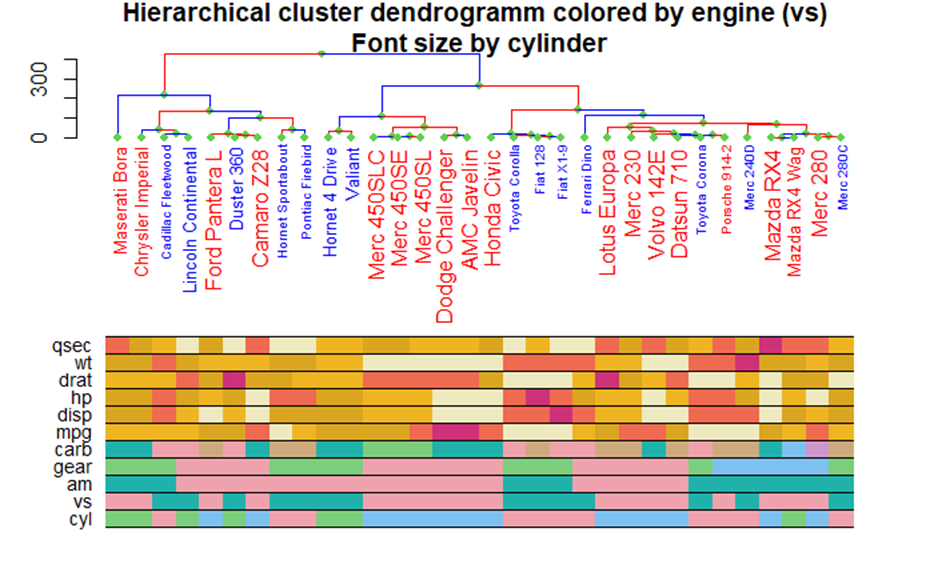 Hierarchical cluster dendrogramm colored by engine (vs)
Font size by cylinder
300
0
Maserati Bora
Chrysler Imperial
Cadillac Fleetwood
Lincoln Continental
Ford Pantera L
Duster 360
Camaro Z28
Hornet Sportabout
Pontiac Firebird
Hornet 4 Drive
Valiant
Merc 450SLC
Merc 450SE
Merc 450SL
Dodge Challenger
AMC Javelin
Honda Civic
Toyota Corolla
Fiat 128
Fiat X1-9
Ferrari Dino
Lotus Europa
Merc 230
Volvo 142E
Datsun 710
Toyota Corona
Porsche 914-2
Merc 240D
Mazda RX4
Mazda RX4 Wag
Merc 280
Merc 280C
qsec
wt
drat
hp
disp
mpg
carb
gear
am
vs
cyl